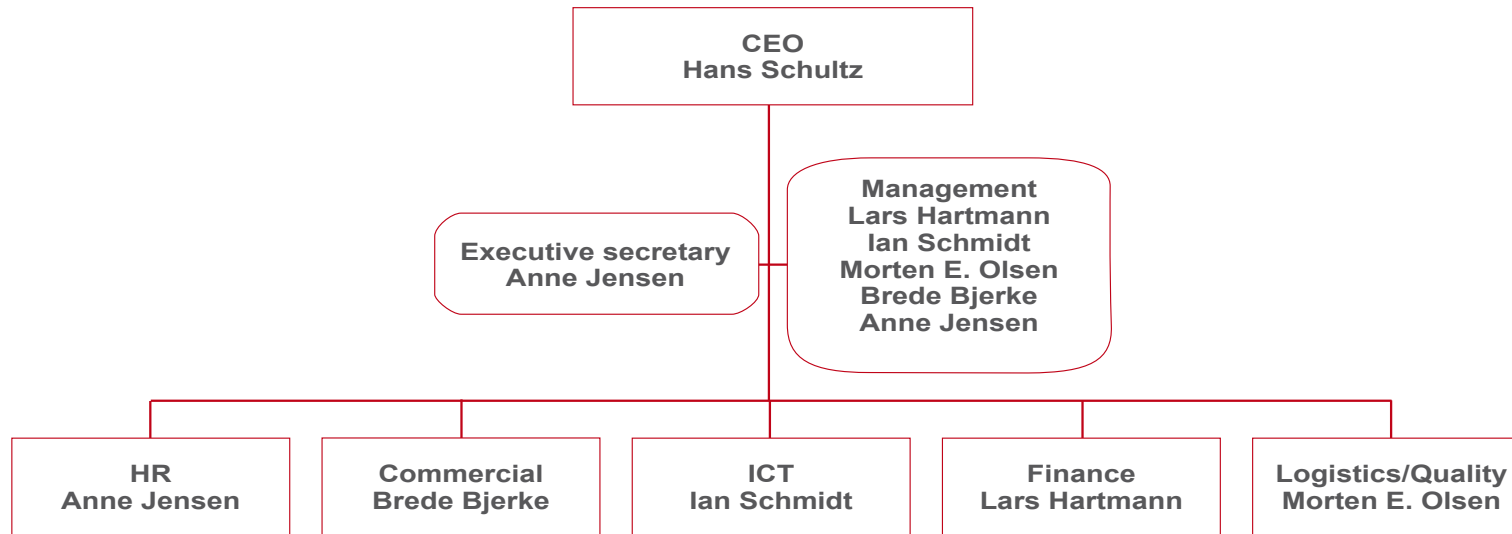 CEO
Hans Schultz
Executive secretary
Anne Jensen
Management
Lars Hartmann
Ian Schmidt
Morten E. Olsen
Brede Bjerke
Anne Jensen
HR
Anne Jensen
Commercial
Brede Bjerke
ICT
Ian Schmidt
Finance
Lars Hartmann
Logistics/Quality
Morten E. Olsen